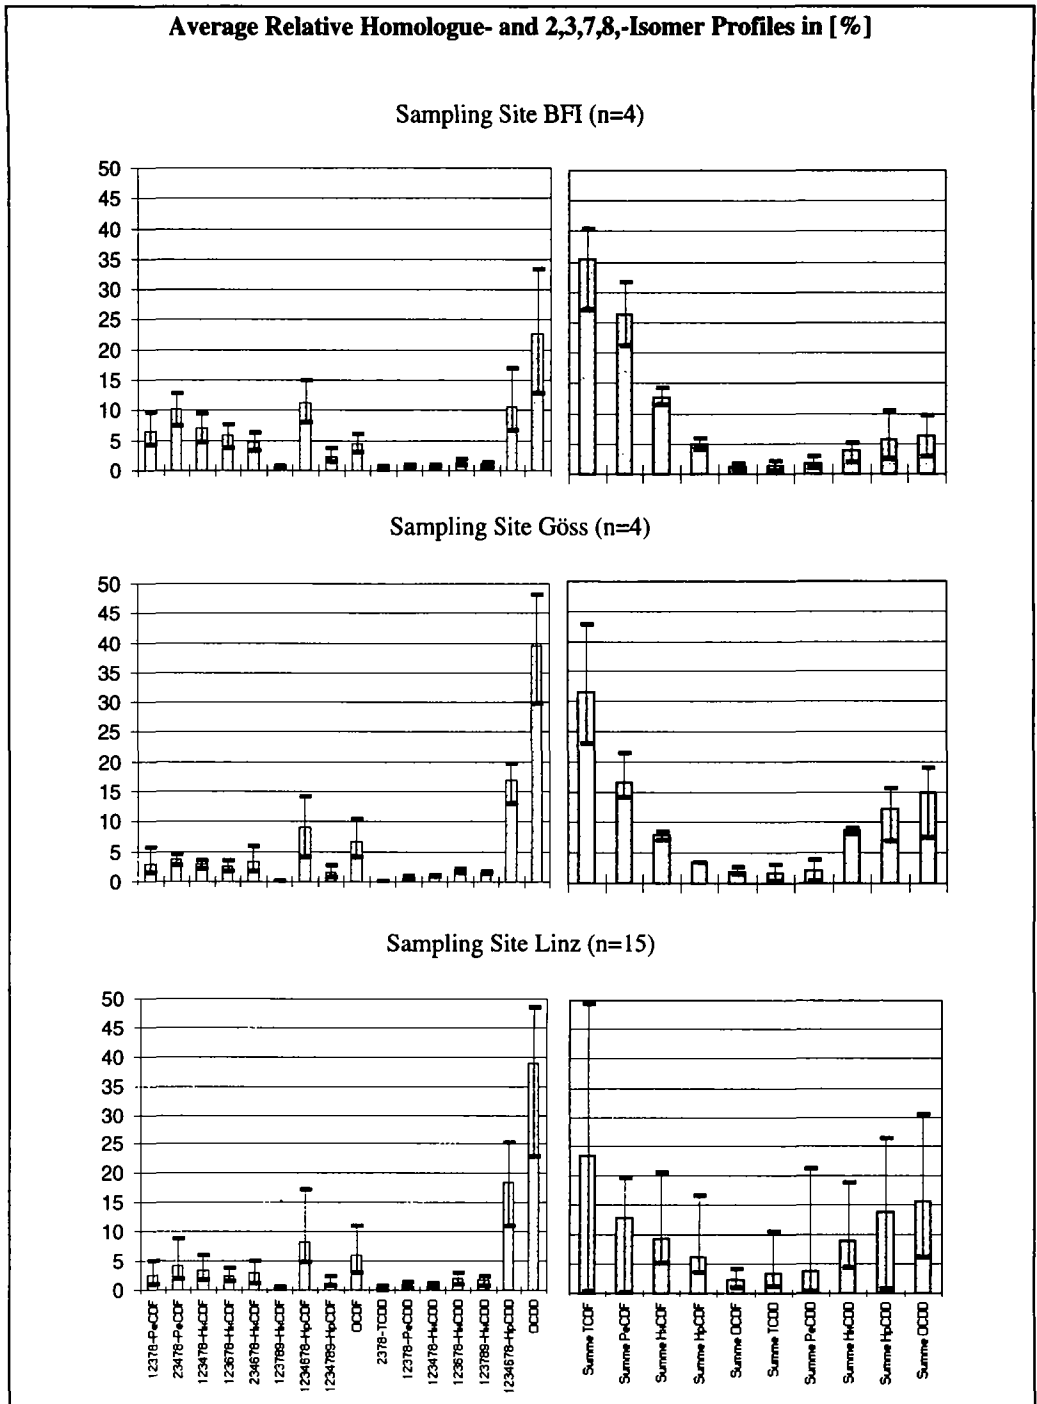 Average Relative Homologue- and 2,3,7,8,-Isomer Profiles in [%]
Sampling Site BFI (n=4)
50
45
40
35
30
25
20
15
10
5
0
Sampling Site Göss (n=4)
50
45
40
35
30
25
20
15
10
5
0
Sampling Site Linz (n=15)
50
45
40
35
30
25
20
15
10
5
0
12378-PeCDF
23478-PeCDF
123478-HxCDF
123678-HxCDF
234678-HxCDF
123789-HxCDF
1234678-HpCDF
1234789-HpCDF
OCDF
2378-TCDD
12378-PeCDD
123478-HxCDD
123678-HxCDD
123789-HxCDD
1234678-HpCDD
OCDD
Summe TCDF
Summe PeCDF
Summe HxCDF
Summe HpCDF
Summe OCDF
Summe TCDD
Summe PeCDD
Summe HxCDD
Summe HpCDD
Summe OCDD